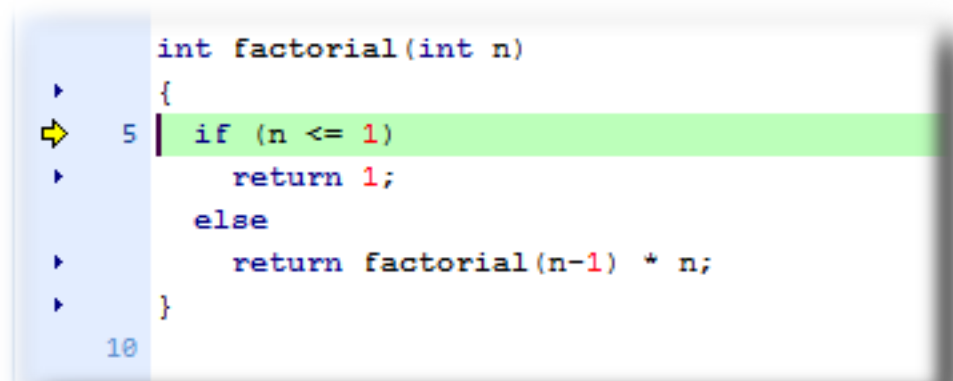 int factorial(int n)
{
5 if (n <= 1)
return 1;
else
return factorial(n-1) * n;
}
10